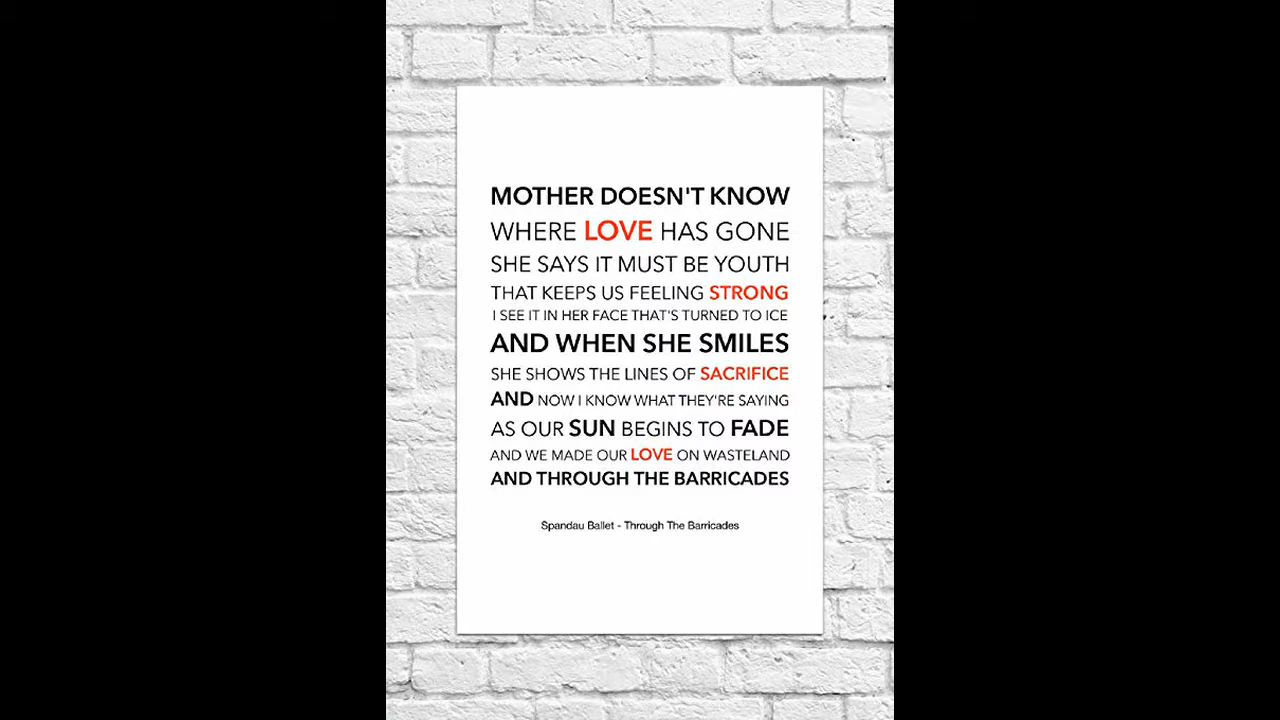 MOTHER DOESN'T KNOW
WHERE LOVE HAS GONE
SHE SAYS IT MUST BE YOUTH
THAT KEEPS US FEELING STRONG
I SEE IT IN HER FACE THAT'S TURNED TO ICE
AND WHEN SHE SMILES
SHE SHOWS THE LINES OF SACRIFICE
AND NOW I KNOW WHAT THEY'RE SAYING
AS OUR SUN BEGINS TO FADE
AND WE MADE OUR LOVE ON WASTELAND
AND THROUGH THE BARRICADES
Spandau Ballet - Through The Barricades